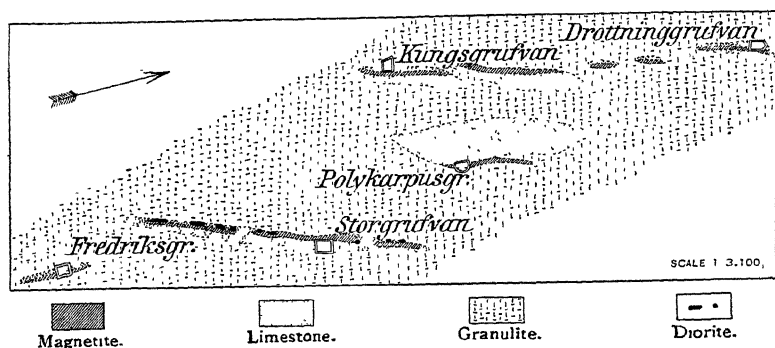 Drottninggrufvan
Kungsgrufvan
Polykarpusgr.
Storgrufvan
Fredriksgr.
SCALE 1 3.100,
Magnetite.
Limestone.
Granulite.
Diorite.